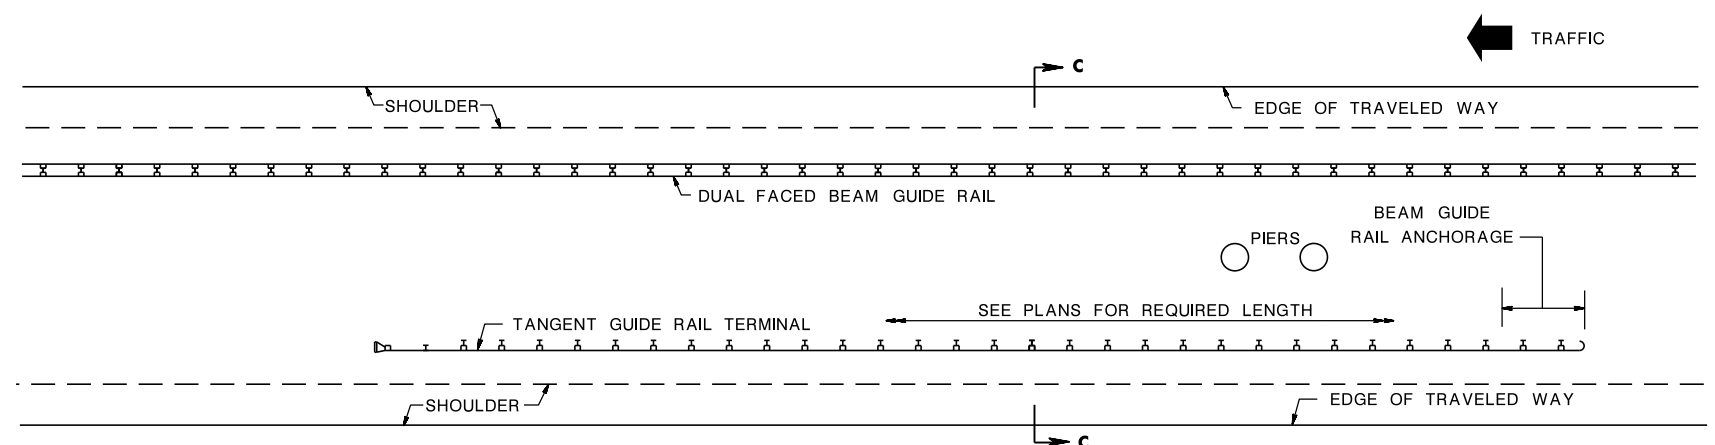 TRAFFIC
C
SHOULDER
EDGE OF TRAVELED WAY
DUAL FACED BEAM GUIDE RAIL
BEAM GUIDE
RAIL ANCHORAGE
PIERS
SEE PLANS FOR REQUIRED LENGTH
TANGENT GUIDE RAIL TERMINAL
SHOULDER
EDGE OF TRAVELED WAY
C